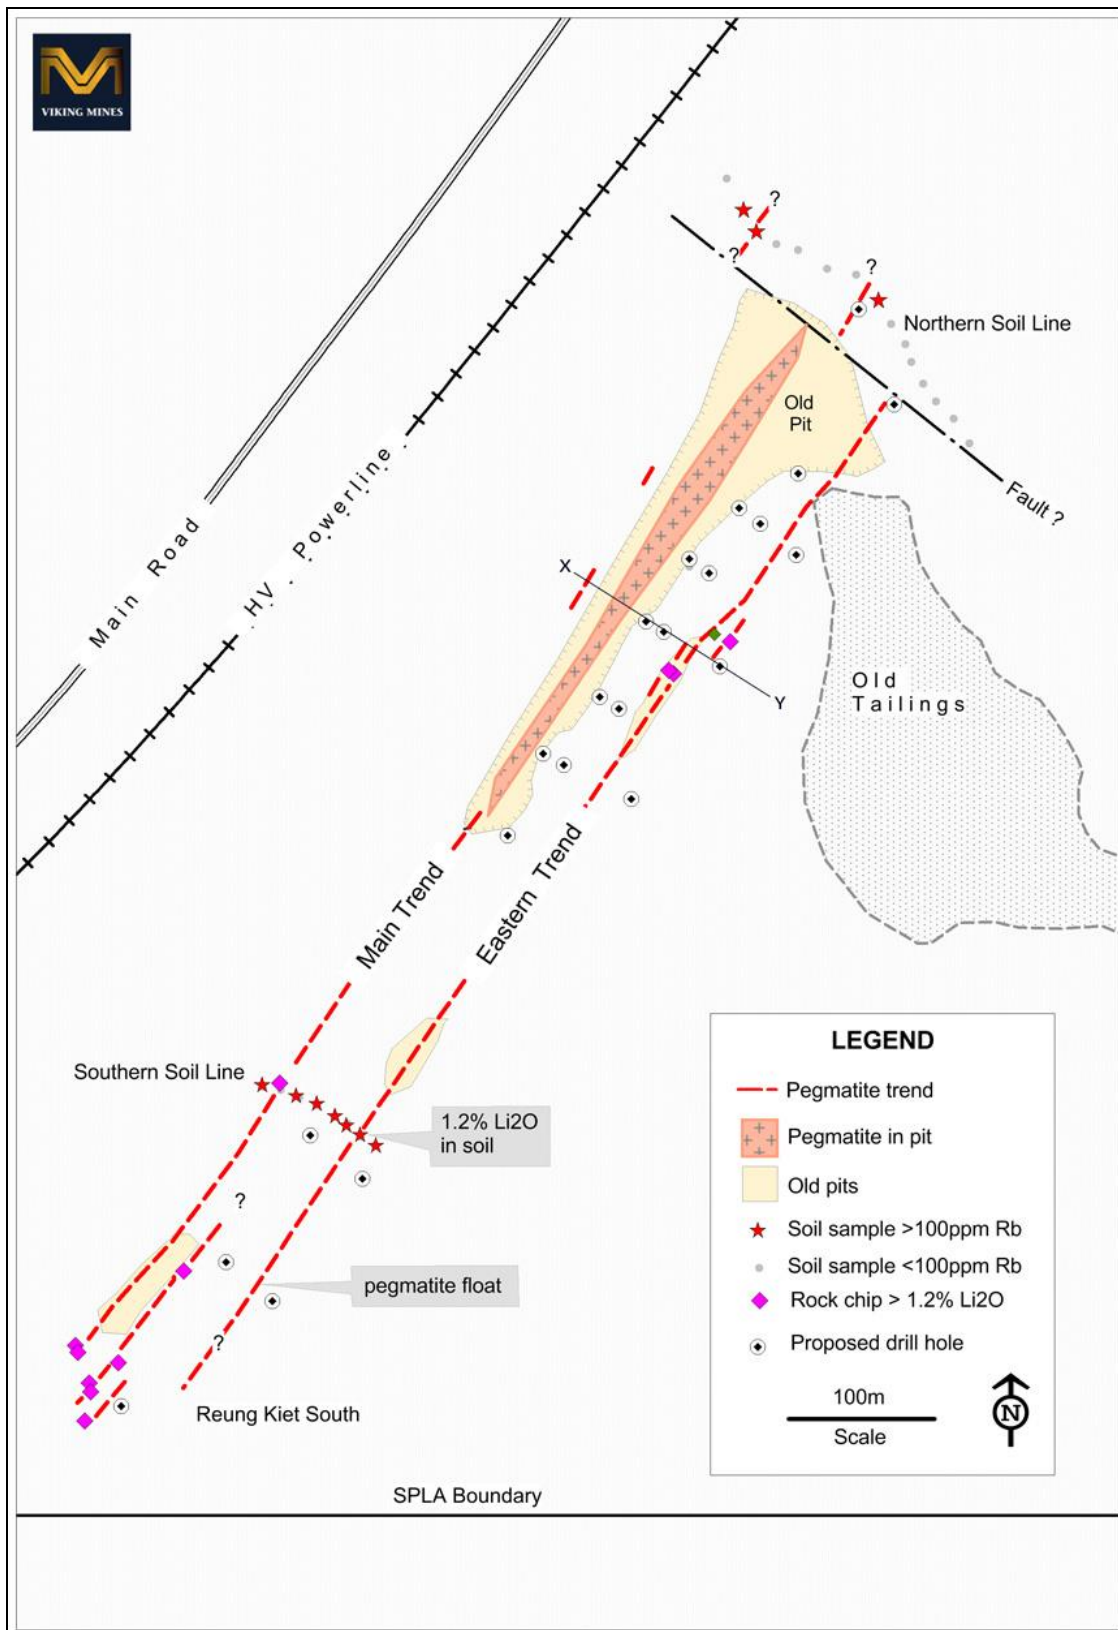 VIKING MINES
Main Road
HV Powerline
?
?
?
Northern Soil Line
Old
Pit
Fault ?
X
Y
Old
Tailings
Main Trend
Eastern Trend
Southern Soil Line
1.2% Li2O
in soil
?
pegmatite float
?
Reung Kiet South
SPLA Boundary
LEGEND
Pegmatite trend
Pegmatite in pit
Old pits
Soil sample >100ppm Rb
Soil sample <100ppm Rb
Rock chip > 1.2% Li2O
Proposed drill hole
100m
Scale
N